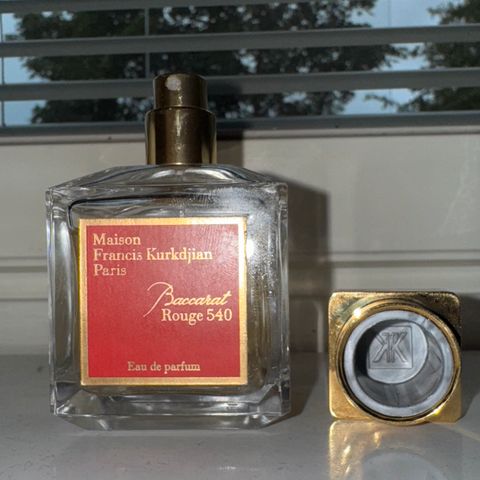 Maison
Francis Kurkdjian
Paris
Baccarat
Rouge 540
Eau de parfum